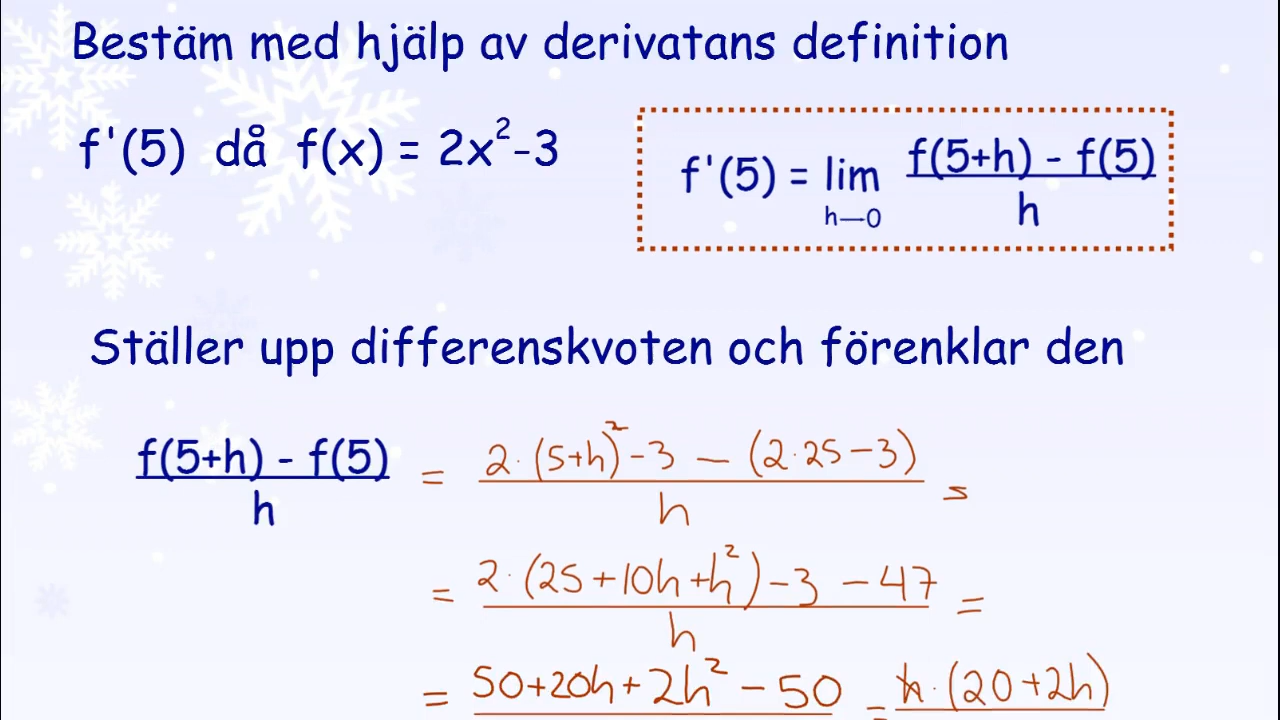 Bestäm med hjälp av derivatans definition
f'(5) då f(x) = 2x²-3
f'(5) = lim f(5+h) - f(5)
h→0 h
Ställer upp differenskvoten och förenklar den
f(5+h) - f(5) = 2·(5+h)²-3 — (2·25-3) =
h h
= 2·(25+10h+h²)-3 -47 =
h
= 50+20h+2h² - 50 = h·(20+2h)